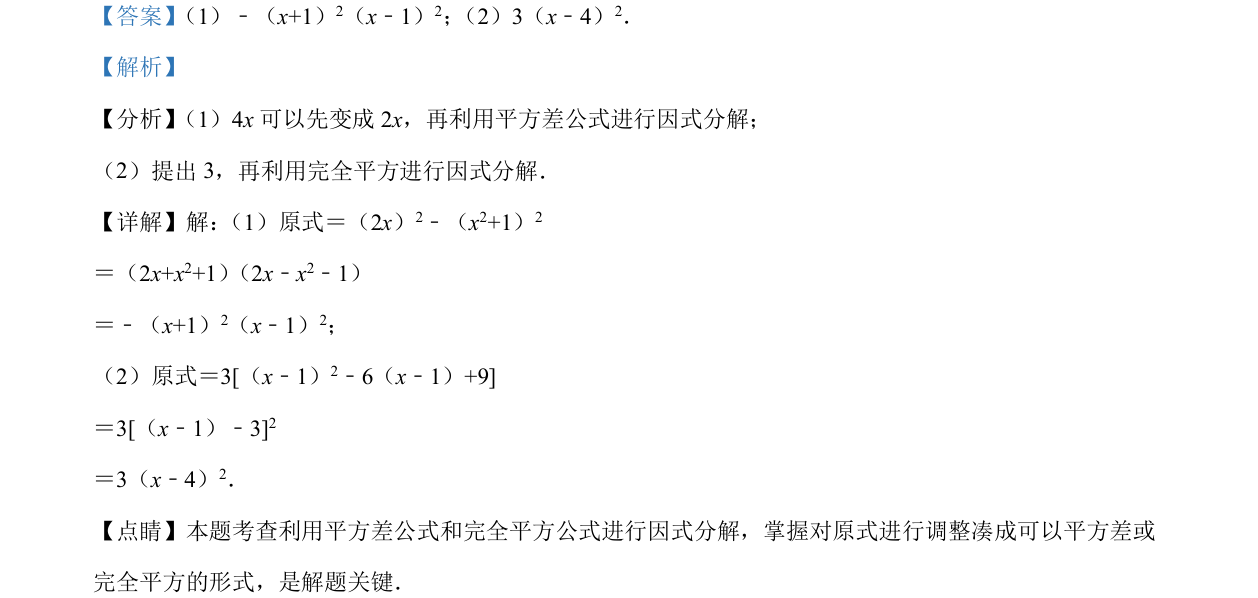 【答案】（1）﹣（x+1）²（x﹣1）²；（2）3（x﹣4）²．
【解析】
【分析】（1）4x 可以先变成 2x，再利用平方差公式进行因式分解；
（2）提出 3，再利用完全平方进行因式分解．
【详解】解：（1）原式＝（2x）²﹣（x²+1）²
＝（2x+x²+1）（2x﹣x²﹣1）
＝﹣（x+1）²（x﹣1）²；
（2）原式＝3[（x﹣1）²﹣6（x﹣1）+9]
＝3[（x﹣1）﹣3]²
＝3（x﹣4）²．
【点睛】本题考查利用平方差公式和完全平方公式进行因式分解，掌握对原式进行调整凑成可以平方差或
完全平方的形式，是解题关键．